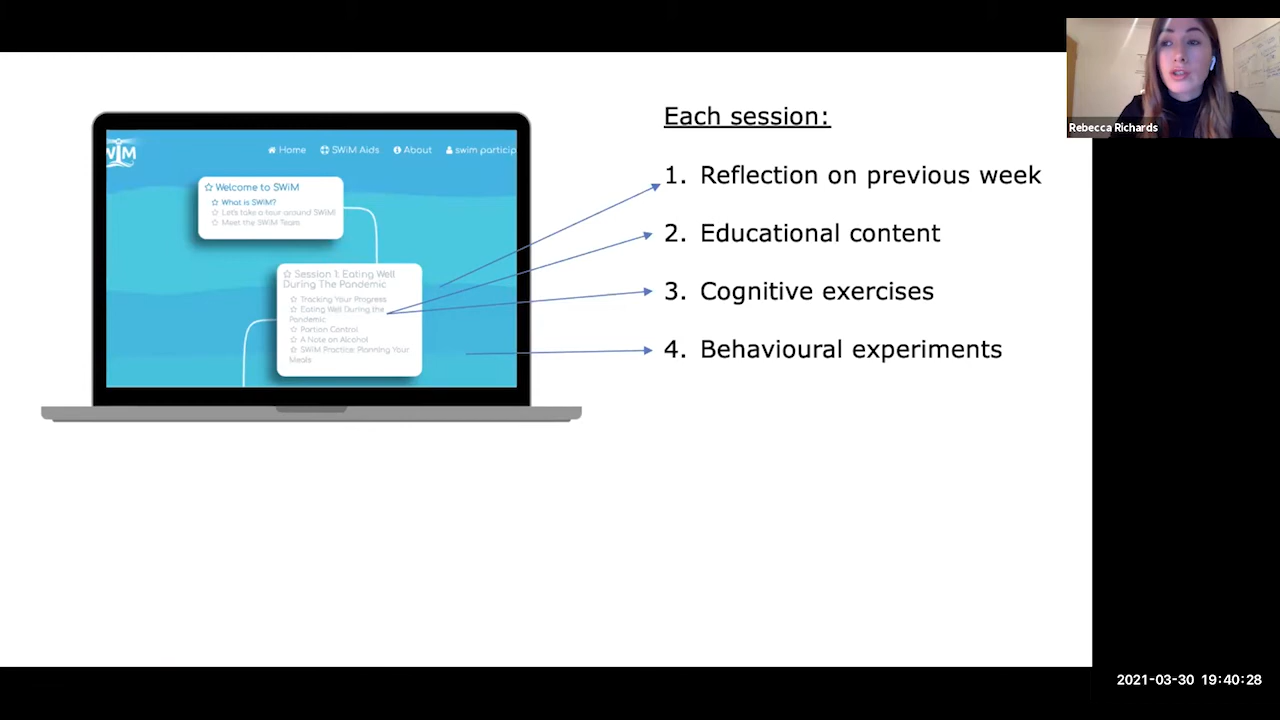 Rebecca Richards
Each session:
1. Reflection on previous week
2. Educational content
3. Cognitive exercises
4. Behavioural experiments
Home
SWiM Aids
About
swim particip
Welcome to SWiM
What is SWiM?
Let's take a tour around SWiM!
Meet the SWiM Team
Session 1: Eating Well
During The Pandemic
Tracking Your Progress
Eating Well During the
Pandemic
Portion Control
A Note on Alcohol
SWiM Practice: Planning Your
Meals
2021-03-30 19:40:28